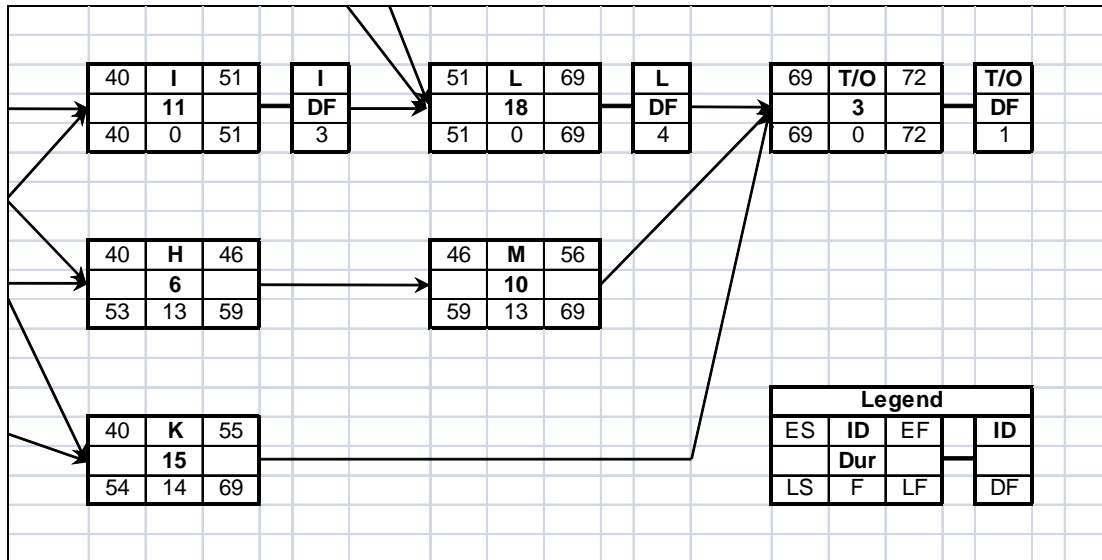 40 I 51 I 51 L 69 L 69 T/O 72 T/O
11 DF 18 DF 3 DF
40 0 51 3 51 0 69 4 69 0 72 1
40 H 46 46 M 56
6 10
53 13 59 59 13 69
Legend
40 K 55 ES ID EF ID
15 Dur
54 14 69 LS F LF DF